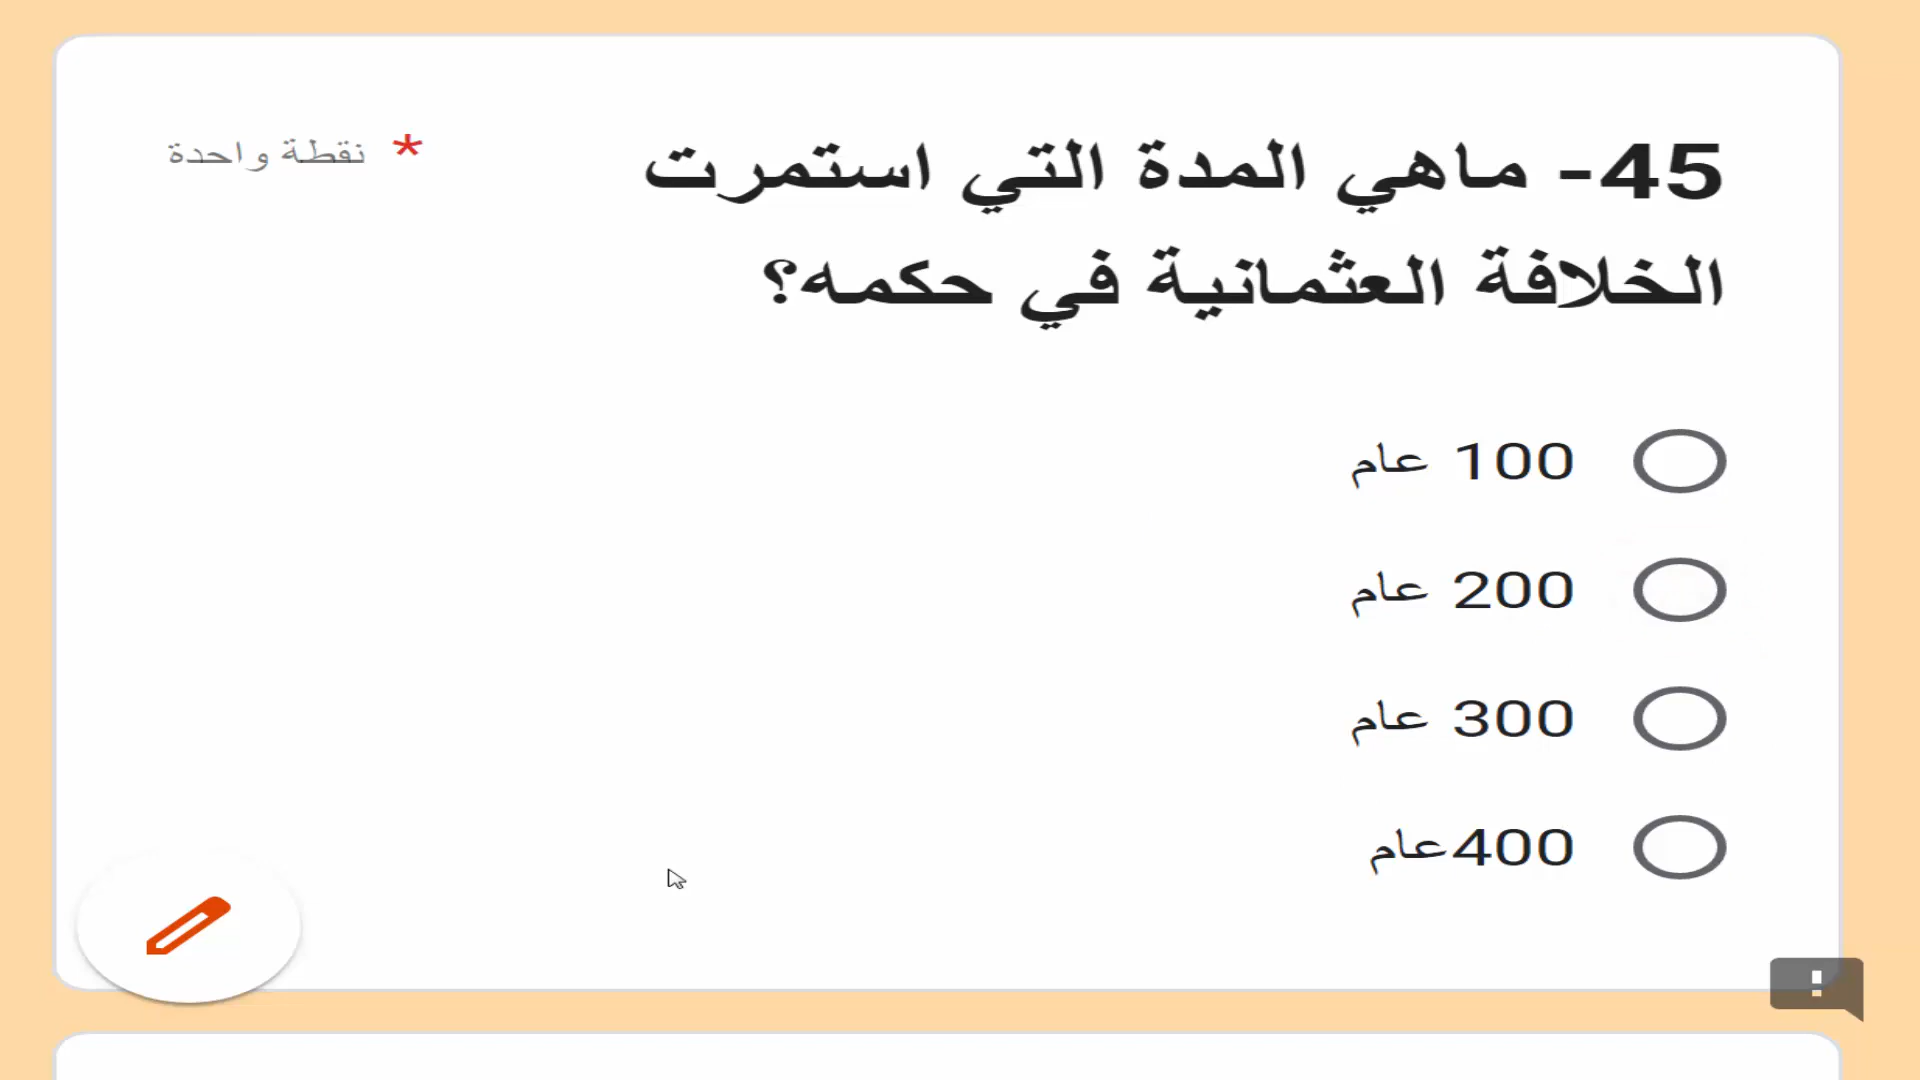 45- ماهي المدة التي استمرت
الخلافة العثمانية في حكمه؟
* نقطة واحدة
100 عام
200 عام
300 عام
400عام